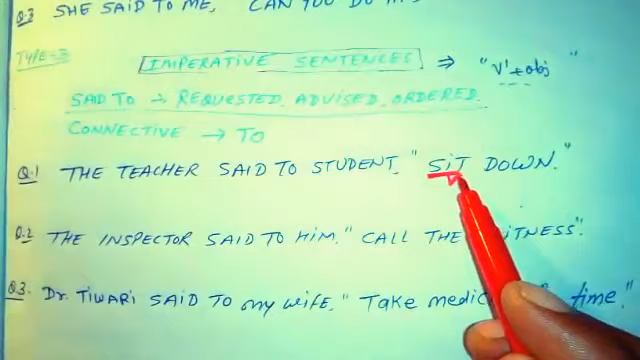 Q.3 SHE SAID TO ME, " CAN YOU DO
TYPE-3
IMPERATIVE SENTENCES ⇒ "V'+obj "
SAID TO → REQUESTED, ADVISED, ORDERED.
CONNECTIVE → TO
Q.1 THE TEACHER SAID TO STUDENT. " SiT DOWN."
Q.2 THE INSPECTOR SAID TO HiM." CALL THE
Q3. Dr. TIWARi SAID TO my wiFE." Take time."